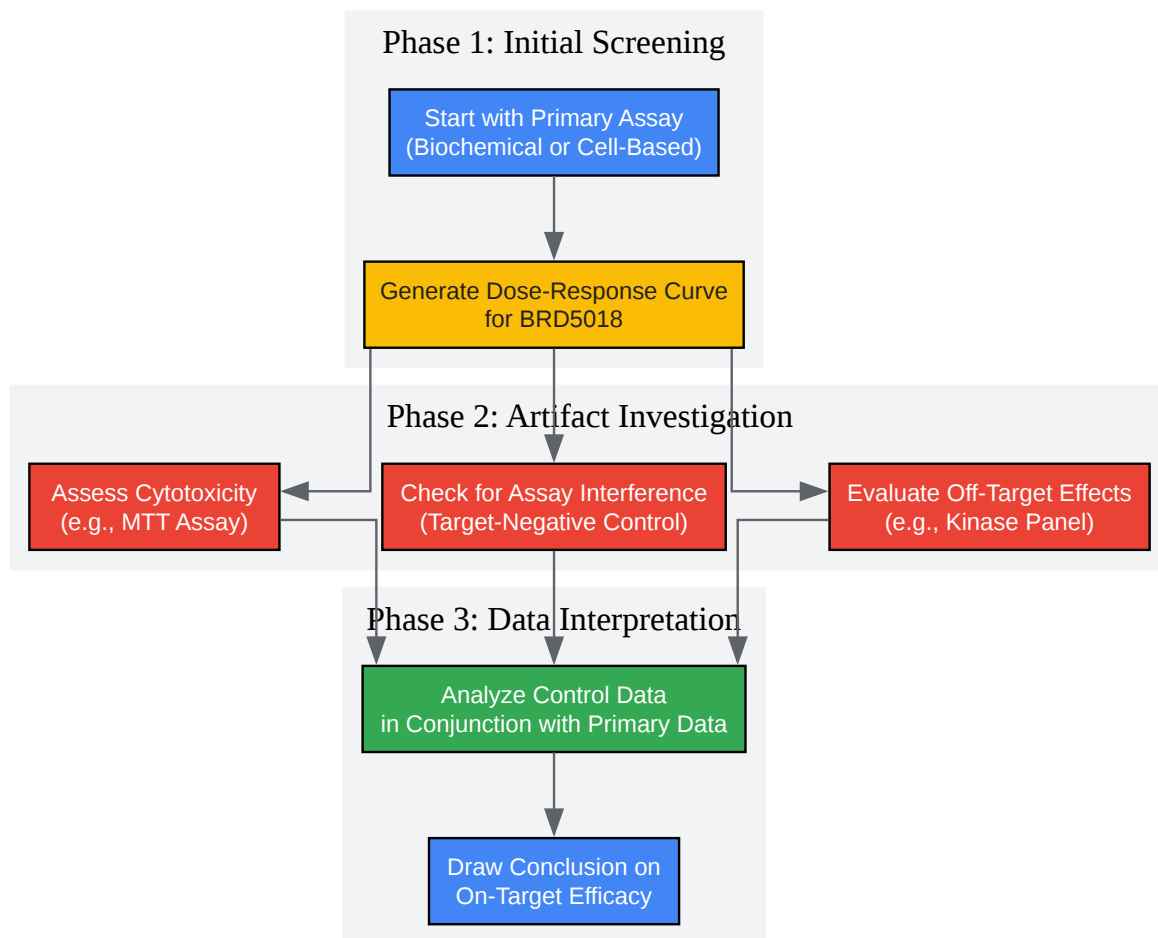 Phase 1: Initial Screening
Start with Primary Assay
(Biochemical or Cell-Based)
Generate Dose-Response Curve
for BRD5018
Phase 2: Artifact Investigation
Assess Cytotoxicity
(e.g., MTT Assay)
Check for Assay Interference
(Target-Negative Control)
Evaluate Off-Target Effects
(e.g., Kinase Panel)
Phase 3: Data Interpretation
Analyze Control Data
in Conjunction with Primary Data
Draw Conclusion on
On-Target Efficacy